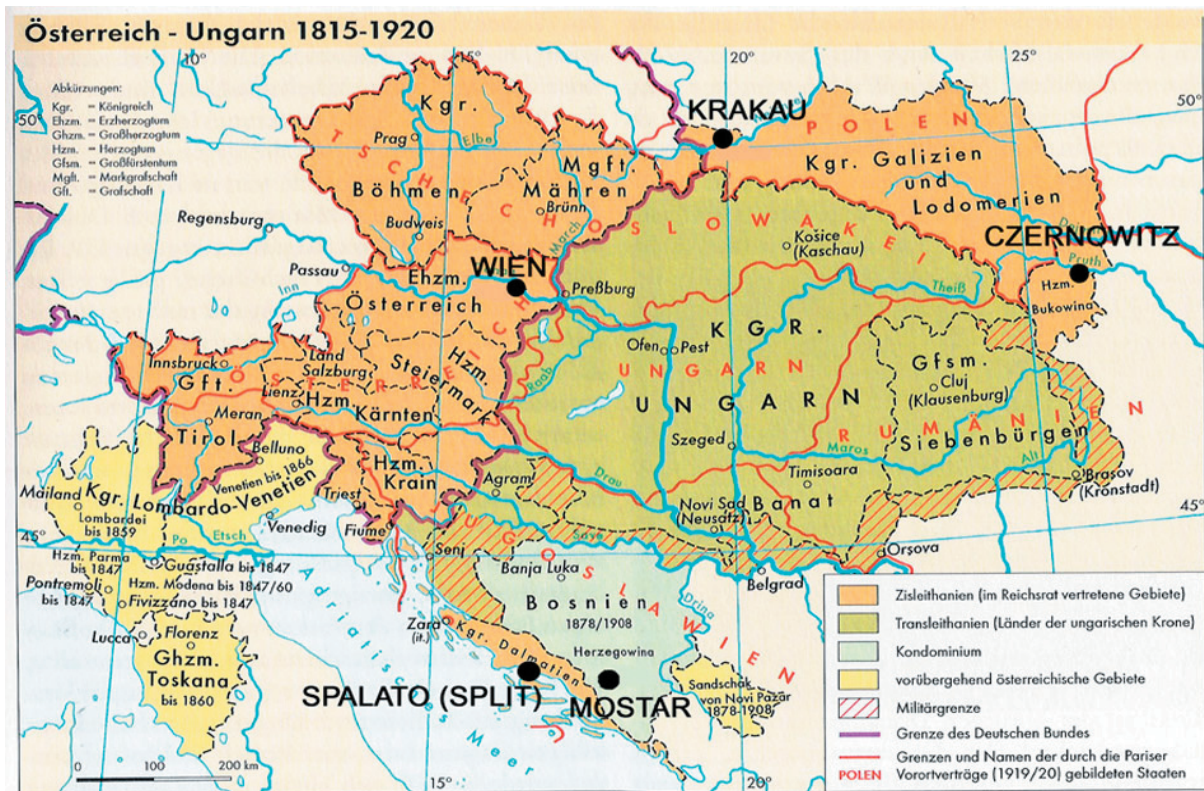 Österreich - Ungarn 1815-1920
10°
15°
20°
25°
50°
50°
Abkürzungen:
Kgr. = Königreich
Ehzm. = Erzherzogtum
Ghzm. = Großherzogtum
Hzm. = Herzogtum
Gfsm. = Großfürstentum
Mgft. = Markgrafschaft
Gft. = Grafschaft
KRAKAU
POLEN
Kgr. Galizien
und
Lodomerien
Kgr.
Böhmen
Prag
Elbe
Mgft.
Mähren
Brünn
Budweis
TSCHECHOSLOWAKEI
March
Regensburg
Passau
Inn
WIEN
Ehzm.
Österreich
Preßburg
Košice
(Kaschau)
Theiß
CZERNOWITZ
Pruth
Hzm.
Bukowina
Innsbruck
Land
Salzburg
Hzm.
Steiermark
ÖSTERREICH
Gft.
Tirol
Lienz
Hzm.
Kärnten
Meran
Raab
Ofen
Pest
KGR.
UNGARN
UNGARN
Gfsm.
Cluj
(Klausenburg)
Siebenbürgen
RUMÄNIEN
Szeged
Maros
Alt
Brasov
(Kronstadt)
Belluno
Venetien bis 1866
Kgr.
Lombardo-Venetien
Mailand
Lombardei
bis 1859
Hzm.
Krain
Triest
Fiume
Venedig
Agram
Drau
Timisoara
Banat
Novi Sad
(Neusatz)
Orsova
45°
45°
Po
Etsch
Hzm. Parma
bis 1847
Guastalla bis 1847
Hzm. Modena bis 1847/60
Pontremoli
bis 1847
Fivizzano bis 1847
Lucca
Florenz
Ghzm.
Toskana
bis 1860
Adriatisches Meer
Senj
Save
JUGOSLAWIEN
Banja Luka
Belgrad
Drina
Bosnien
1878/1908
Herzegowina
Zara
(it.)
Kgr. Dalmatien
SPALATO (SPLIT)
MOSTAR
Sandschak
von Novi Pazar
1878-1908
0 100 200 km
15°
20°
Zisleithanien (im Reichsrat vertretene Gebiete)
Transleithanien (Länder der ungarischen Krone)
Kondominium
vorübergehend österreichische Gebiete
Militärgrenze
Grenze des Deutschen Bundes
Grenzen und Namen der durch die Pariser
POLEN Vorortverträge (1919/20) gebildeten Staaten